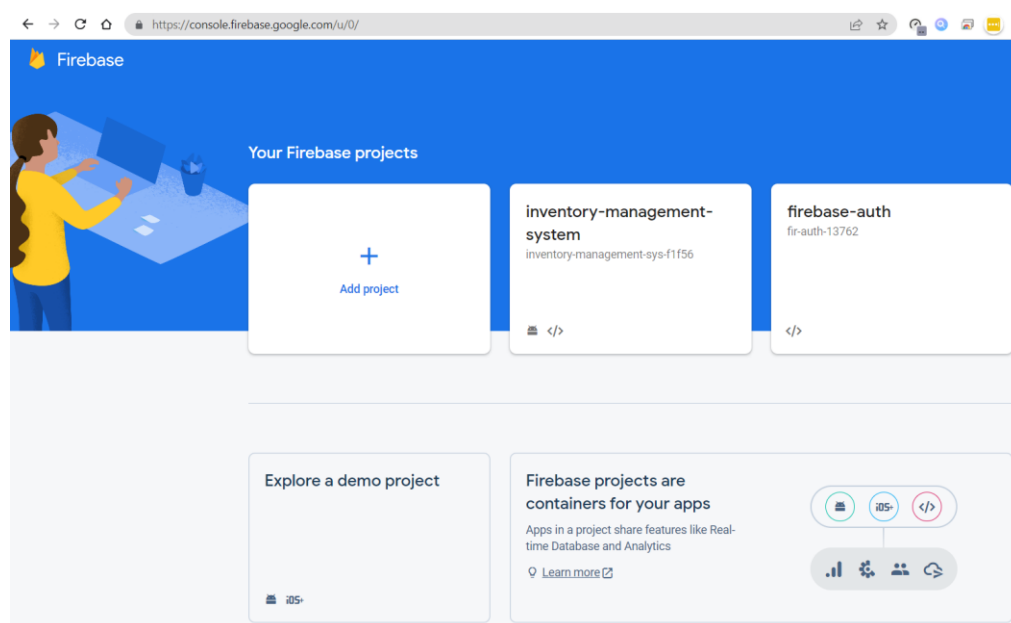 https://console.firebase.google.com/u/0/
Firebase
Your Firebase projects
Add project
inventory-management-
system
inventory-management-sys-f1f56
</>
firebase-auth
fir-auth-13762
</>
Explore a demo project
iOS+
Firebase projects are
containers for your apps
Apps in a project share features like Real-
time Database and Analytics
Learn more
iOS+
</>